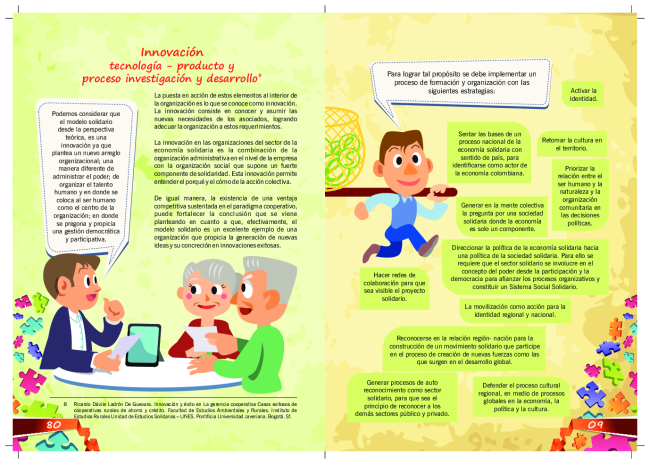 Innovación
tecnología - producto y
proceso investigación y desarrollo⁸
La puesta en acción de estos elementos al interior de
la organización es lo que se conoce como innovación.
La innovación consiste en conocer y asumir las
nuevas necesidades de los asociados, logrando
adecuar la organización a estos requerimientos.
La innovación en las organizaciones del sector de la
economía solidaria es la combinación de la
organización administrativa en el nivel de la empresa
con la organización social que supone un fuerte
componente de solidaridad. Esta innovación permite
entender el porqué y el cómo de la acción colectiva.
De igual manera, la existencia de una ventaja
competitiva sustentada en el paradigma cooperativo,
puede fortalecer la conclusión que se viene
planteando en cuanto a que, efectivamente, el
modelo solidario es un excelente ejemplo de una
organización que propicia la generación de nuevas
ideas y su concreción en innovaciones exitosas.
Podemos considerar que
el modelo solidario
desde la perspectiva
teórica, es una
innovación ya que
plantea un nuevo arreglo
organizacional; una
manera diferente de
administrar el poder; de
organizar el talento
humano y en donde se
coloca al ser humano
como el centro de la
organización; en donde
se pregona y propicia
una gestión democrática
y participativa.
8 Ricardo Dávila Ladrón De Guevara. Innovación y éxito en La gerencia cooperativa Casos exitosos de
cooperativas rurales de ahorro y crédito. Facultad de Estudios Ambientales y Rurales. Instituto de
Estudios Rurales Unidad de Estudios Solidarios – UNES. Pontificia Universidad Javeriana. Bogotá. Sf.
80
Para lograr tal propósito se debe implementar un
proceso de formación y organización con las
siguientes estrategias:
Activar la
identidad.
Sentar las bases de un
proceso nacional de la
economía solidaria con
sentido de país, para
identificarse como actor de
la economía colombiana.
Retomar la cultura en
el territorio.
Priorizar la
relación entre el
ser humano y la
naturaleza y la
organización
comunitaria en
las decisiones
políticas.
Generar en la mente colectiva
la pregunta por una sociedad
solidaria donde la economía
es solo un componente.
Direccionar la política de la economía solidaria hacia
una política de la sociedad solidaria. Para ello se
requiere que el sector solidario se involucre en el
concepto del poder desde la participación y la
democracia para afianzar los procesos organizativos y
constituir un Sistema Social Solidario.
Hacer redes de
colaboración para que
sea visible el proyecto
solidario.
La movilización como acción para la
identidad regional y nacional.
Reconocerse en la relación región- nación para la
construcción de un movimiento solidario que participe
en el proceso de creación de nuevas fuerzas como las
que surgen en el desarrollo global.
Generar procesos de auto
reconocimiento como sector
solidario, para que sea el
principio de reconocer a los
demás sectores público y privado.
Defender el proceso cultural
regional, en medio de procesos
globales en la economía, la
política y la cultura.
09